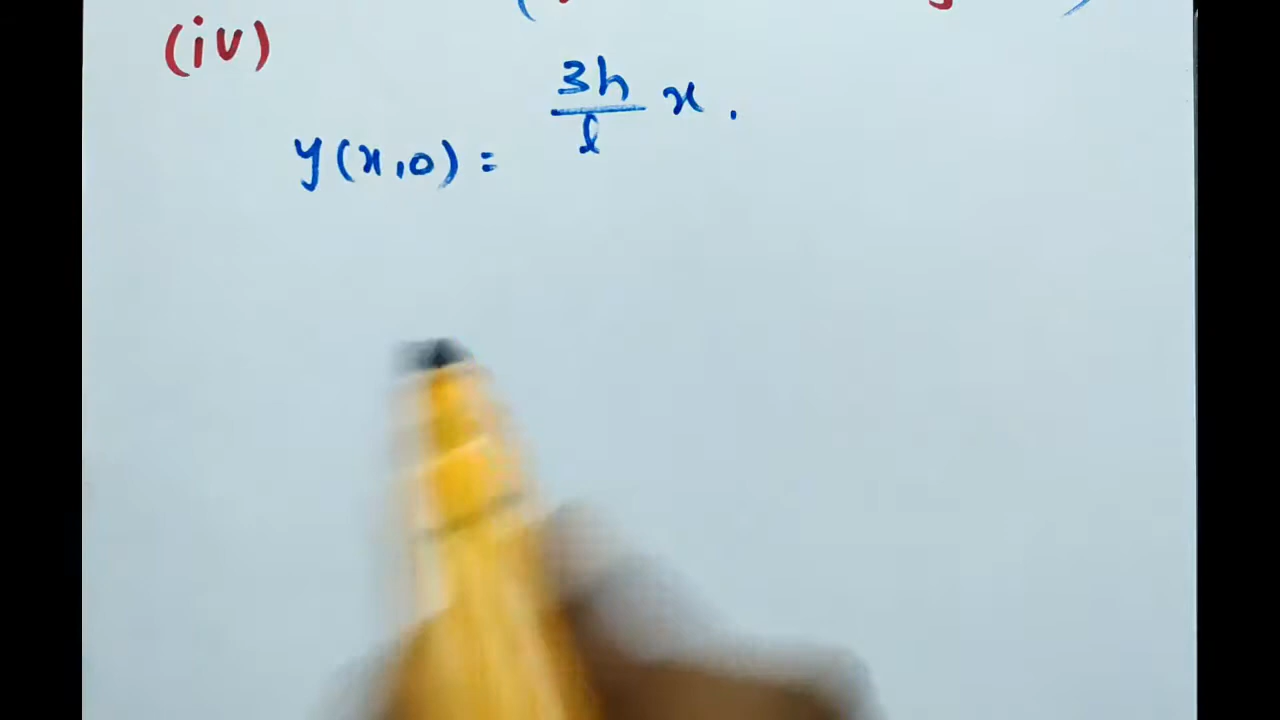 (iv)
y(x,0) = 3h/l x.